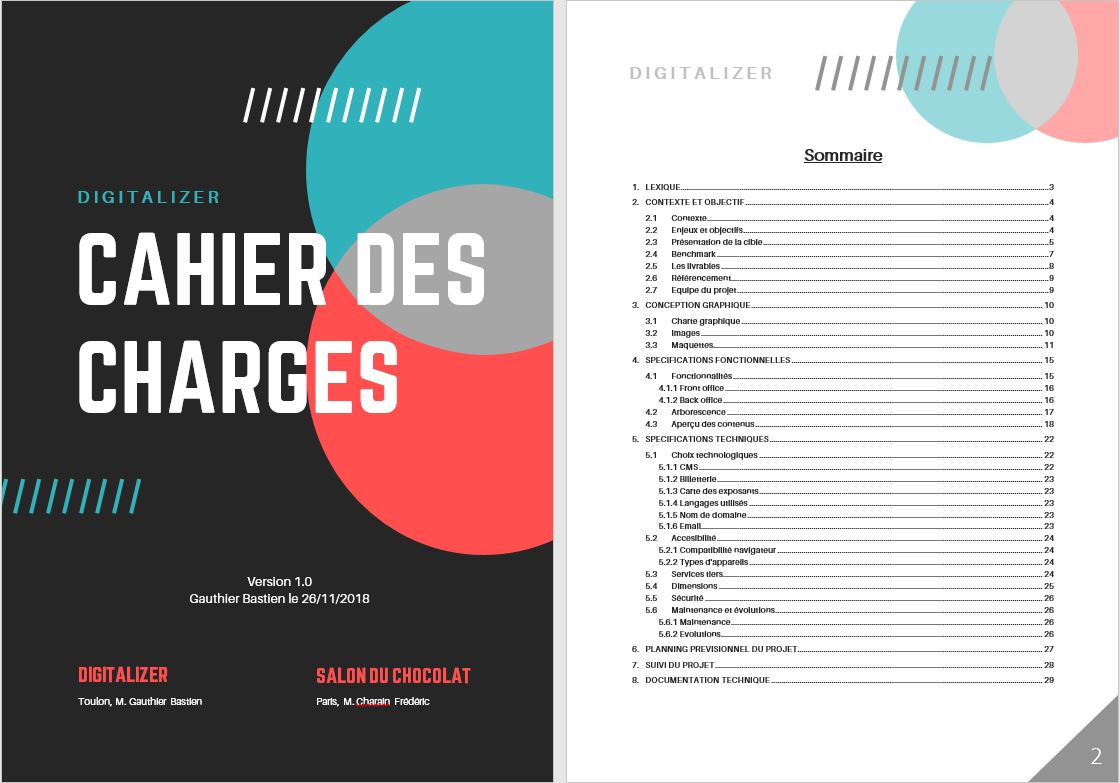 DIGITALIZER
CAHIER DES
CHARGES
Version 1.0
Gauthier Bastien le 26/11/2018
DIGITALIZER
Toulon, M. Gauthier Bastien
SALON DU CHOCOLAT
Paris, M. Charain Frédéric
DIGITALIZER
Sommaire
1. LEXIQUE 3
2. CONTEXTE ET OBJECTIF 4
2.1 Contexte 4
2.2 Enjeux et objectifs 4
2.3 Présentation de la cible 5
2.4 Benchmark 7
2.5 Les livrables 8
2.6 Référencement 9
2.7 Equipe du projet 9
3. CONCEPTION GRAPHIQUE 10
3.1 Charte graphique 10
3.2 Images 10
3.3 Maquettes 11
4. SPECIFICATIONS FONCTIONNELLES 15
4.1 Fonctionnalités 15
4.1.1 Front office 16
4.1.2 Back office 16
4.2 Arborescence 17
4.3 Aperçu des contenus 18
5. SPECIFICATIONS TECHNIQUES 22
5.1 Choix technologiques 22
5.1.1 CMS 22
5.1.2 Billetterie 23
5.1.3 Carte des exposants 23
5.1.4 Langages utilisés 23
5.1.5 Nom de domaine 23
5.1.6 Email 23
5.2 Accesibilité 24
5.2.1 Compatibilité navigateur 24
5.2.2 Types d'appareils 24
5.3 Services tiers 24
5.4 Dimensions 25
5.5 Sécurité 26
5.6 Maintenance et évolutions 26
5.6.1 Maintenance 26
5.6.2 Evolutions 26
6. PLANNING PREVISIONNEL DU PROJET 27
7. SUIVI DU PROJET 28
8. DOCUMENTATION TECHNIQUE 29
2